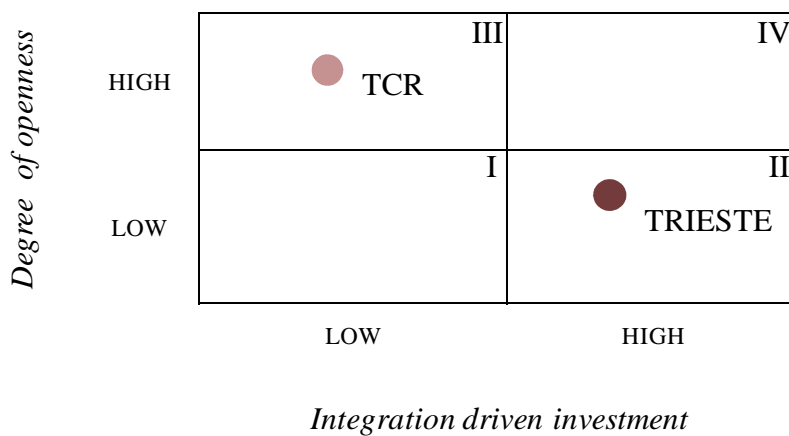 Degree of openness
III
IV
HIGH
TCR
I
II
LOW
TRIESTE
LOW
HIGH
Integration driven investment